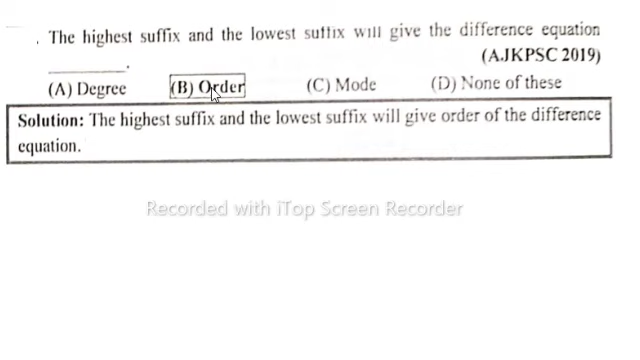 . The highest suffix and the lowest suffix will give the difference equation
________. (AJKPSC 2019)
(A) Degree (B) Order (C) Mode (D) None of these
Solution: The highest suffix and the lowest suffix will give order of the difference
equation.
Recorded with iTop Screen Recorder